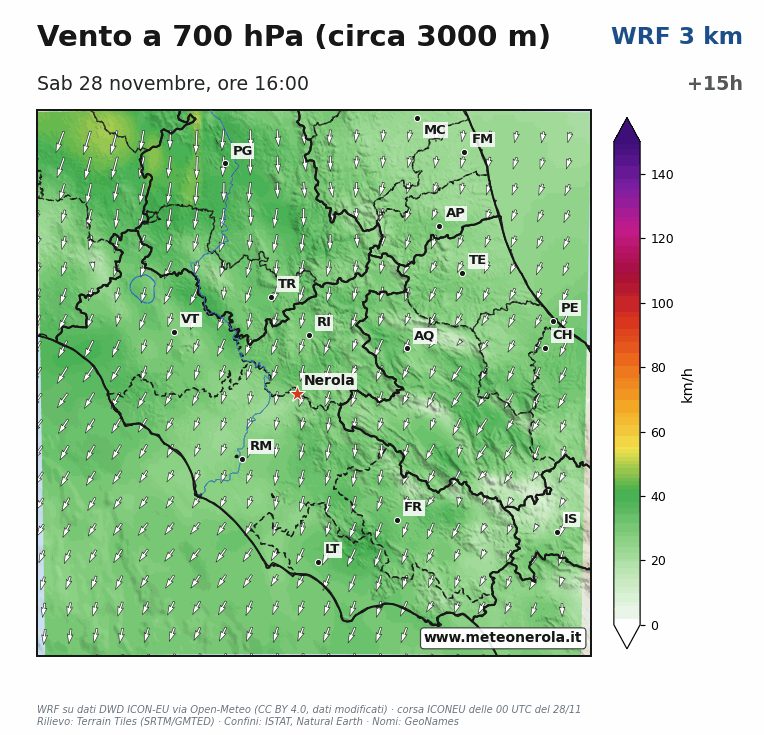 Vento a 700 hPa (circa 3000 m)
WRF 3 km
Sab 28 novembre, ore 16:00
+15h
MC
FM
PG
AP
TE
TR
PE
VT
RI
AQ
CH
Nerola
RM
FR
IS
LT
www.meteonerola.it
140
120
100
80
60
40
20
0
km/h
WRF su dati DWD ICON-EU via Open-Meteo (CC BY 4.0, dati modificati) · corsa ICONEU delle 00 UTC del 28/11
Rilievo: Terrain Tiles (SRTM/GMTED) · Confini: ISTAT, Natural Earth · Nomi: GeoNames